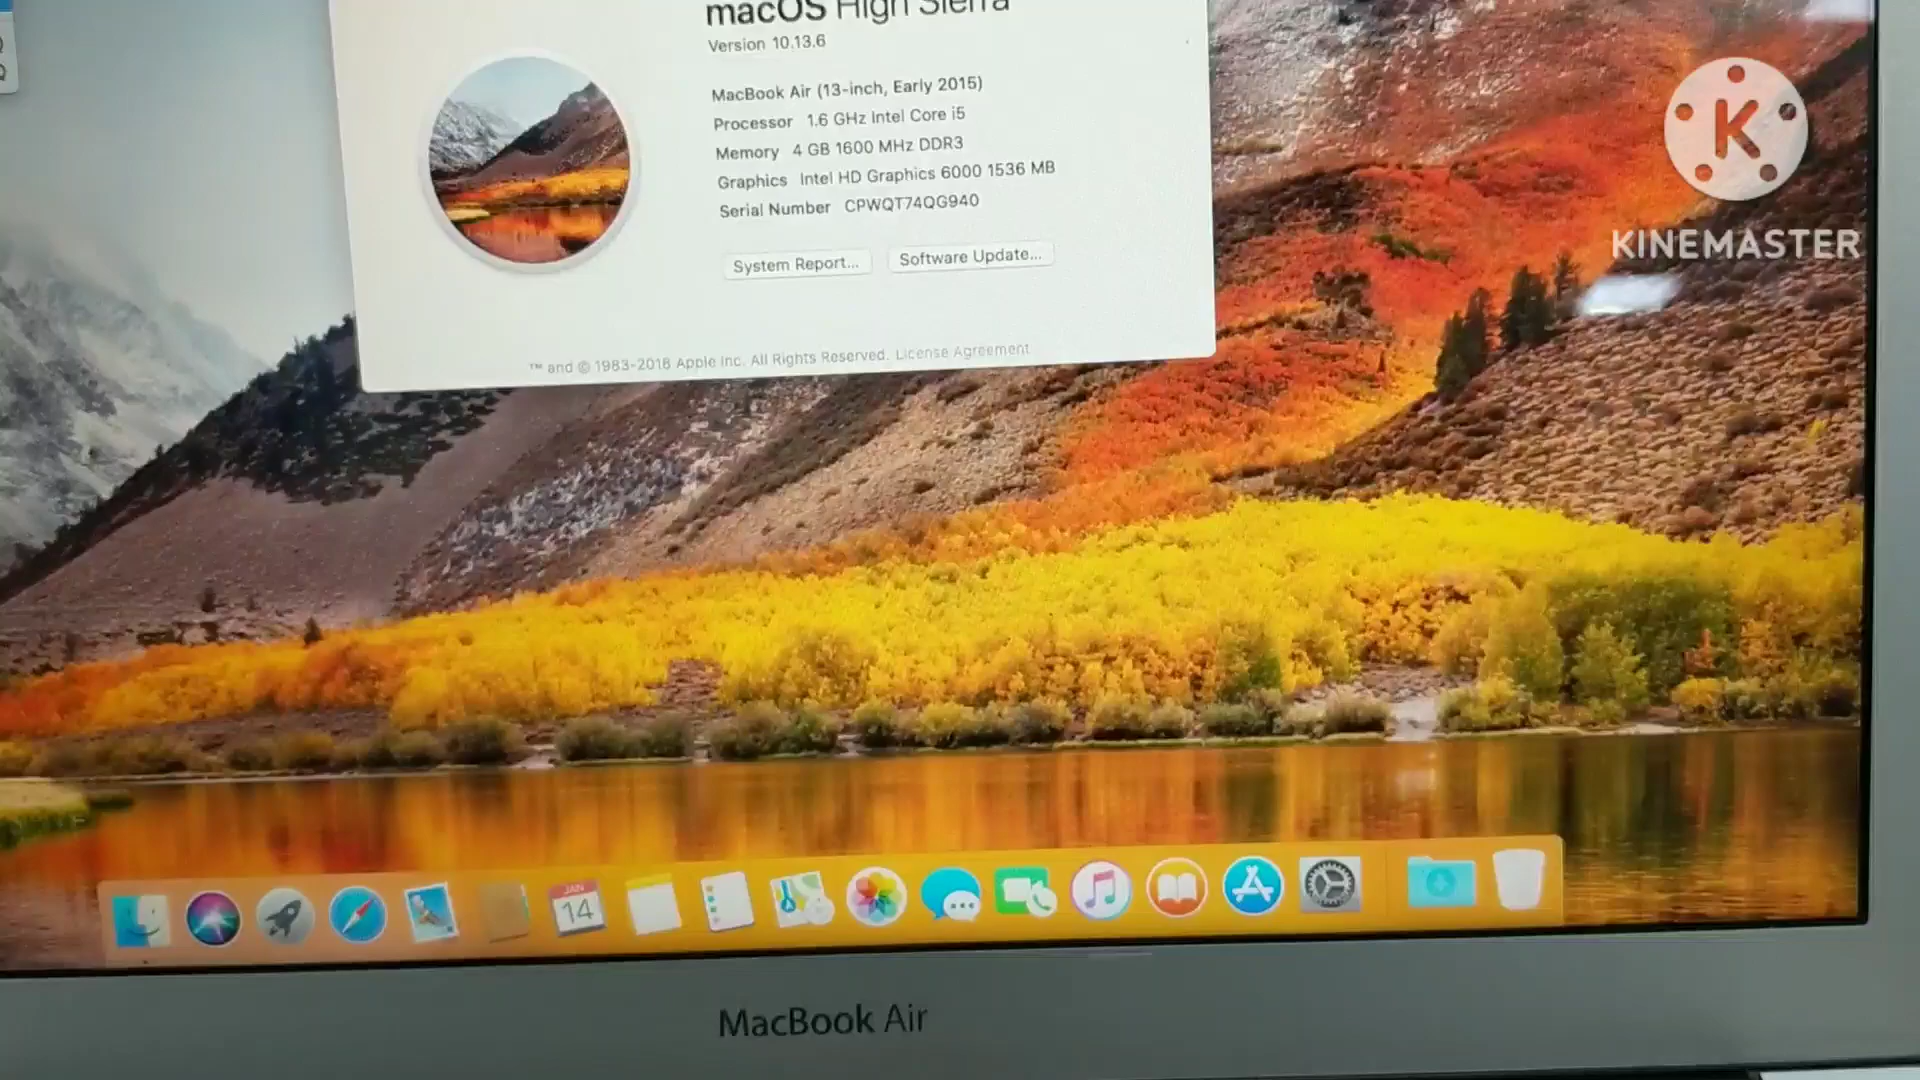 macOS High Sierra
Version 10.13.6
MacBook Air (13-inch, Early 2015)
Processor 1.6 GHz Intel Core i5
Memory 4 GB 1600 MHz DDR3
Graphics Intel HD Graphics 6000 1536 MB
Serial Number CPWQT74QG940
System Report...
Software Update...
™ and © 1983-2018 Apple Inc. All Rights Reserved. License Agreement
K
KINEMASTER
JAN
14
MacBook Air